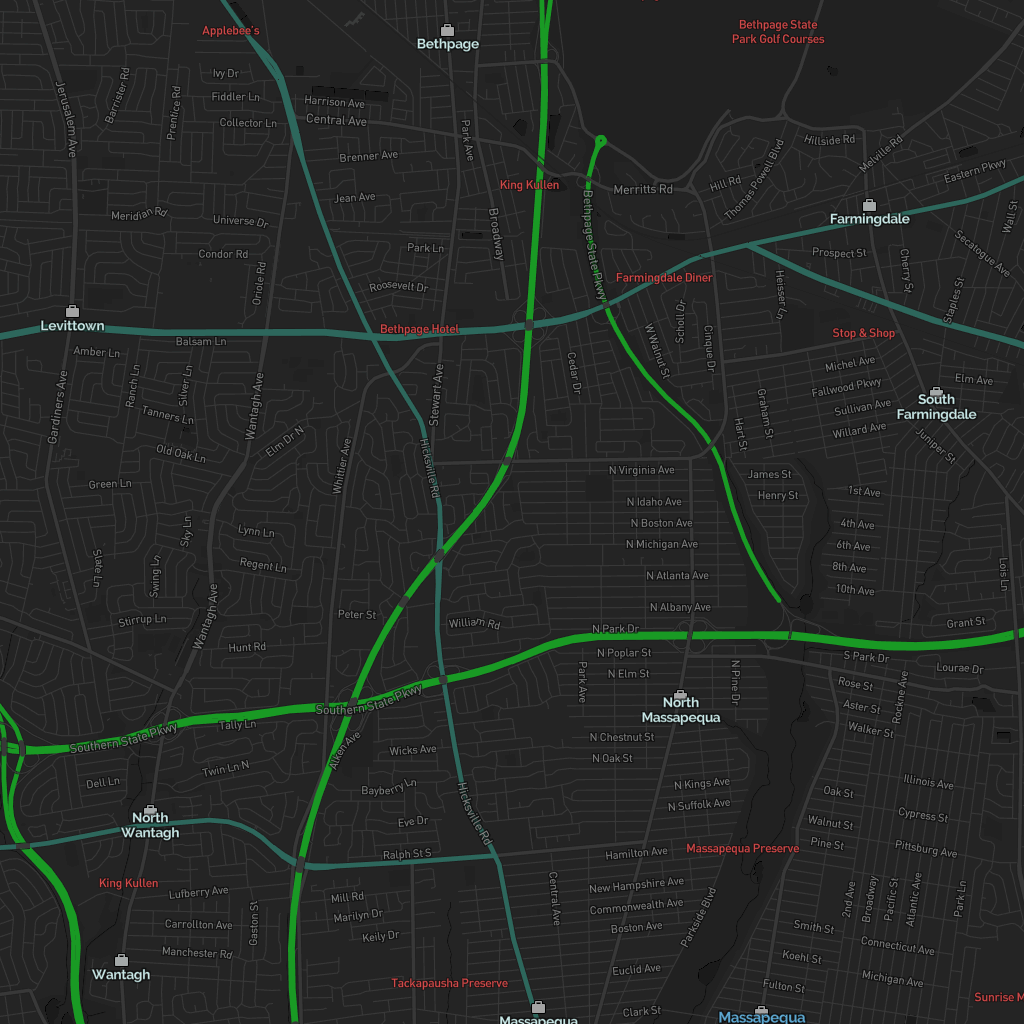 Applebee's
Bethpage
Bethpage State
Park Golf Courses
Ivy Dr
Barrister Rd
Prentice Rd
Fiddler Ln
Harrison Ave
Collector Ln
Central Ave
Jerusalem Ave
Park Ave
Brenner Ave
Hillside Rd
Melville Rd
Eastern Pkwy
Thomas Powell Blvd
King Kullen
Merritts Rd
Hill Rd
Jean Ave
Bethpage State Pkwy
Meridian Rd
Universe Dr
Broadway
Farmingdale
Wall St
Condor Rd
Park Ln
Prospect St
Cherry St
Secatogue Ave
Oriole Rd
Roosevelt Dr
Farmingdale Diner
Heisser Ln
Staples St
Levittown
Bethpage Hotel
Scholl Dr
Stop & Shop
Balsam Ln
Amber Ln
W Walnut St
Cinque Dr
Cedar Dr
Michel Ave
Elm Ave
Ranch Ln
Silver Ln
Stewart Ave
Fallwood Pkwy
South
Farmingdale
Gardiners Ave
Wantagh Ave
Tanners Ln
Graham St
Sullivan Ave
Willard Ave
Hart St
Elm Dr N
Juniper St
Old Oak Ln
Whittier Ave
Hicksville Rd
N Virginia Ave
James St
Green Ln
1st Ave
Henry St
N Idaho Ave
Sky Ln
Lynn Ln
N Boston Ave
4th Ave
N Michigan Ave
6th Ave
Slate Ln
Swing Ln
Regent Ln
8th Ave
Lois Ln
N Atlanta Ave
10th Ave
Stirrup Ln
Wantagh Ave
Peter St
William Rd
N Albany Ave
Grant St
N Park Dr
Hunt Rd
N Poplar St
S Park Dr
Lourae Dr
N Elm St
Park Ave
N Pine Dr
Rose St
Rockne Ave
Southern State Pkwy
North
Massapequa
Aster St
Tally Ln
Walker St
Southern State Pkwy
N Chestnut St
Aiken Ave
Wicks Ave
N Oak St
Twin Ln N
Dell Ln
Bayberry Ln
N Kings Ave
Illinois Ave
Oak St
N Suffolk Ave
North
Wantagh
Hicksville Rd
Eve Dr
Walnut St
Cypress St
Pine St
Pittsburg Ave
Ralph St S
Hamilton Ave
Massapequa Preserve
King Kullen
Lufberry Ave
Mill Rd
Central Ave
New Hampshire Ave
2nd Ave
Broadway
Pacific St
Atlantic Ave
Park Ln
Commonwealth Ave
Marilyn Dr
Carrollton Ave
Gaston St
Parkside Blvd
Boston Ave
Smith St
Keily Dr
Connecticut Ave
Manchester Rd
Koehl St
Wantagh
Euclid Ave
Michigan Ave
Tackapausha Preserve
Fulton St
Sunrise M
Clark St
Massapequa
Massapequa